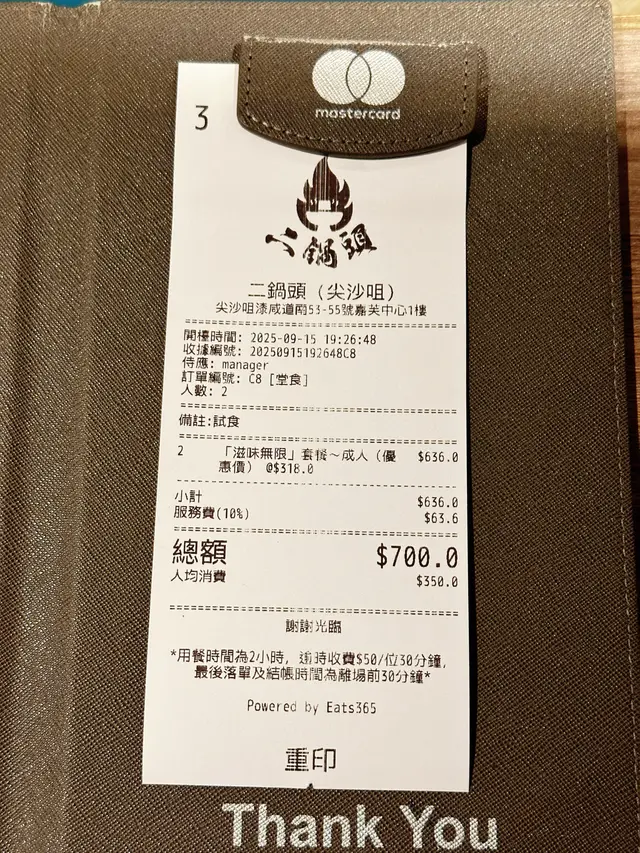 mastercard
3
二鍋頭
二鍋頭 (尖沙咀)
尖沙咀漆咸道南53-55號嘉芙中心1樓
開檯時間: 2025-09-15 19:26:48
收據編號: 20250915192648C8
侍應: manager
訂單編號: C8 [堂食]
人數: 2
備註:試食
2 「滋味無限」套餐～成人 (優 $636.0
惠價) @$318.0
小計 $636.0
服務費(10%) $63.6
總額 $700.0
人均消費 $350.0
謝謝光臨
*用餐時間為2小時, 逾時收費$50/位30分鐘,
最後落單及結帳時間為離場前30分鐘*
Powered by Eats365
重印
Thank You